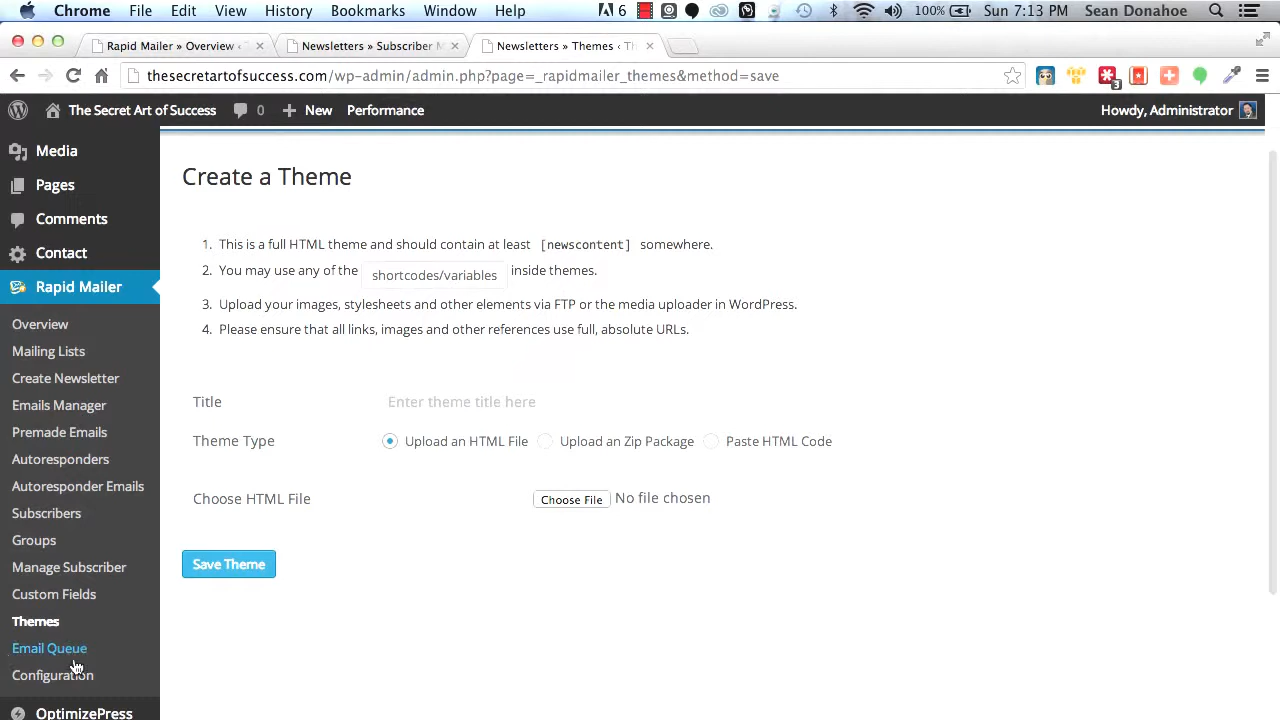 Chrome File Edit View History Bookmarks Window Help 6 100% Sun 7:13 PM Sean Donahoe
Rapid Mailer » Overview ‹
Newsletters » Subscriber M
Newsletters » Themes ‹ Th
thesecretartofsuccess.com/wp-admin/admin.php?page=_rapidmailer_themes&method=save
3
The Secret Art of Success 0 New Performance Howdy, Administrator
Media
Pages
Comments
Contact
Rapid Mailer
Overview
Mailing Lists
Create Newsletter
Emails Manager
Premade Emails
Autoresponders
Autoresponder Emails
Subscribers
Groups
Manage Subscriber
Custom Fields
Themes
Email Queue
Configuration
OptimizePress
Create a Theme
1. This is a full HTML theme and should contain at least [newscontent] somewhere.
2. You may use any of the shortcodes/variables inside themes.
3. Upload your images, stylesheets and other elements via FTP or the media uploader in WordPress.
4. Please ensure that all links, images and other references use full, absolute URLs.
Title Enter theme title here
Theme Type Upload an HTML File Upload an Zip Package Paste HTML Code
Choose HTML File Choose File No file chosen
Save Theme